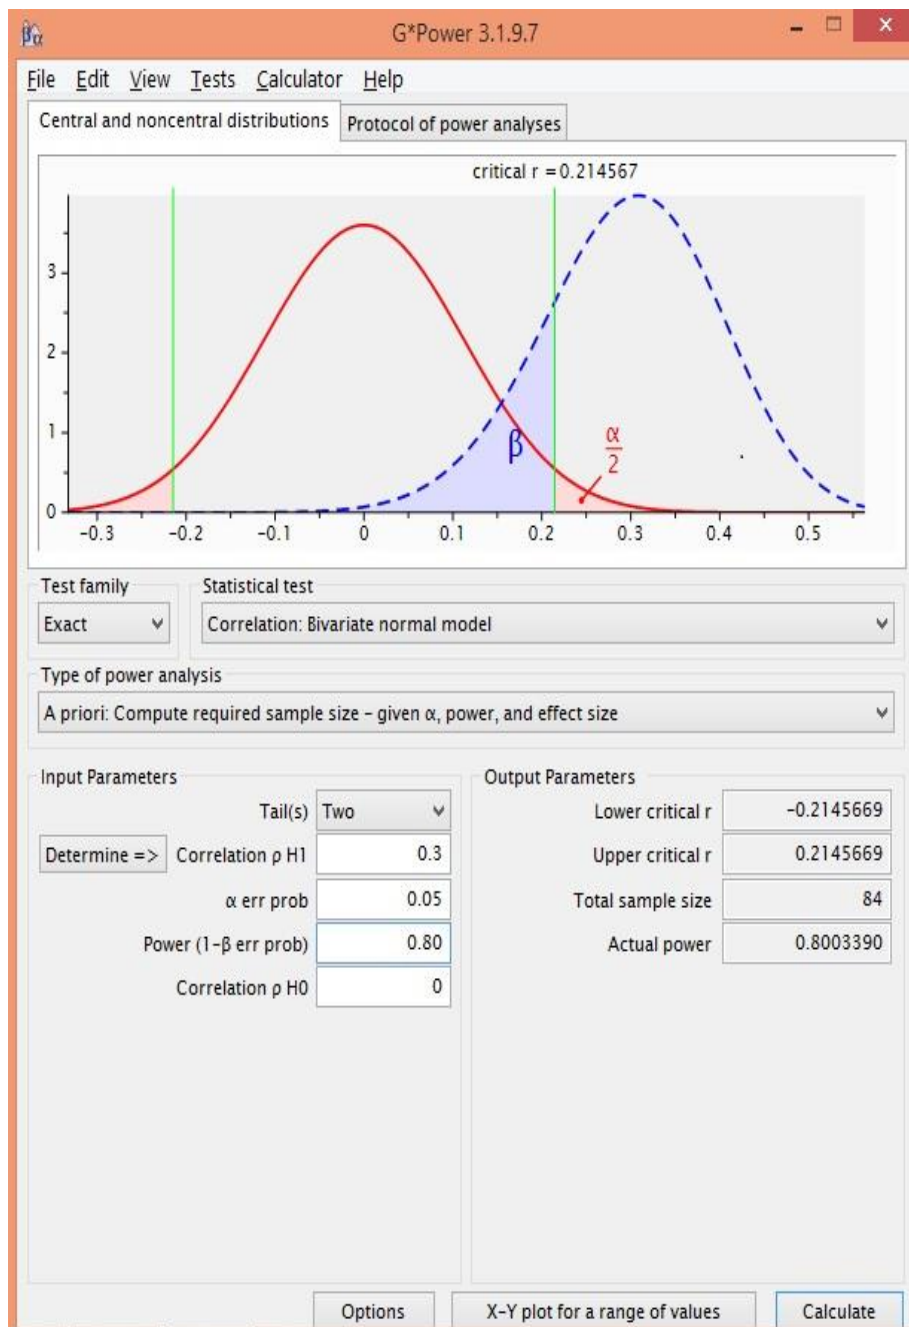 βα G*Power 3.1.9.7 – □ X
File Edit View Tests Calculator Help
Central and noncentral distributions Protocol of power analyses
critical r = 0.214567
3
2
1
0
β
α
2
-0.3 -0.2 -0.1 0 0.1 0.2 0.3 0.4 0.5
Test family Statistical test
Exact Correlation: Bivariate normal model
Type of power analysis
A priori: Compute required sample size – given α, power, and effect size
Input Parameters Output Parameters
Tail(s) Two Lower critical r -0.2145669
Determine => Correlation ρ H1 0.3 Upper critical r 0.2145669
α err prob 0.05 Total sample size 84
Power (1-β err prob) 0.80 Actual power 0.8003390
Correlation ρ H0 0
Options X-Y plot for a range of values Calculate